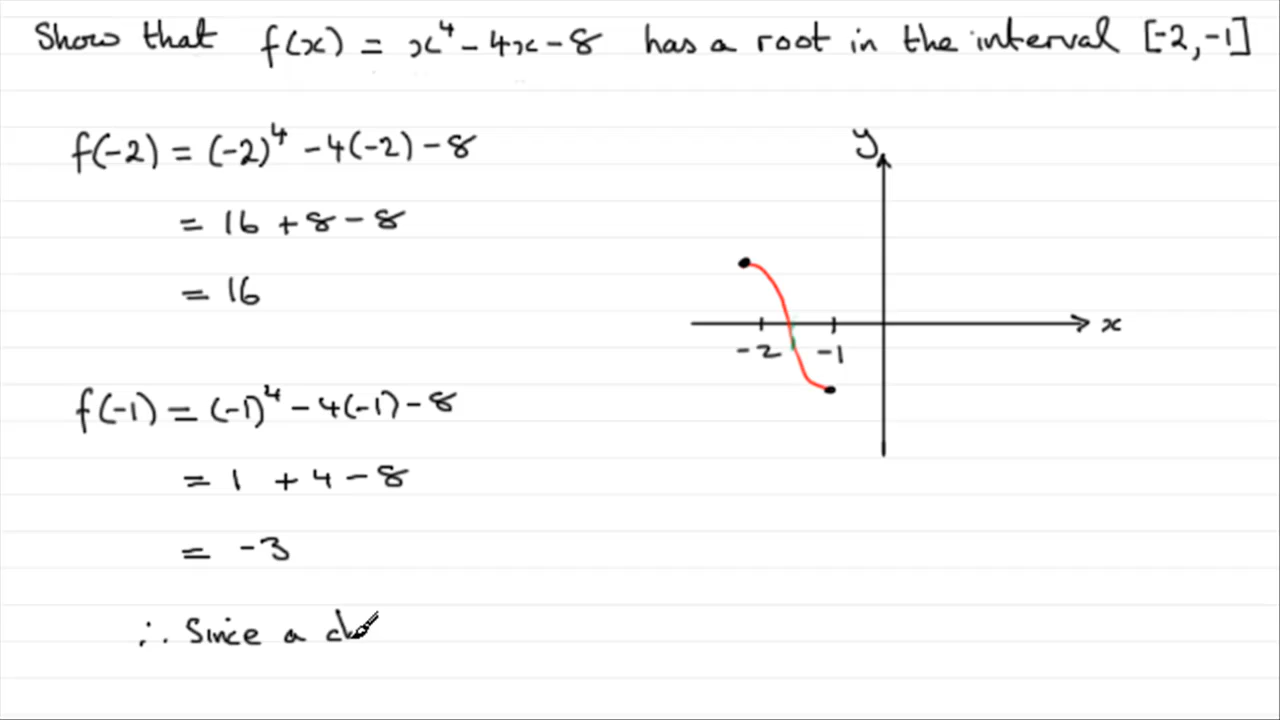 Show that f(x) = x⁴ - 4x - 8 has a root in the interval [-2, -1]
f(-2) = (-2)⁴ - 4(-2) - 8
= 16 + 8 - 8
= 16
f(-1) = (-1)⁴ - 4(-1) - 8
= 1 + 4 - 8
= -3
∴ Since a
y
x
-2 -1